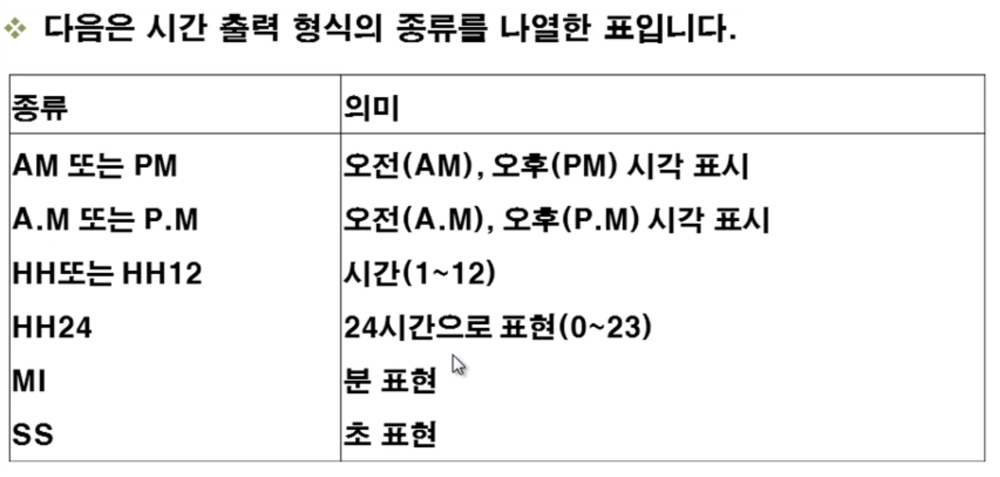 다음은 시간 출력 형식의 종류를 나열한 표입니다.
종류 의미
AM 또는 PM 오전(AM), 오후(PM) 시각 표시
A.M 또는 P.M 오전(A.M), 오후(P.M) 시각 표시
HH또는 HH12 시간(1~12)
HH24 24시간으로 표현(0~23)
MI 분 표현
SS 초 표현